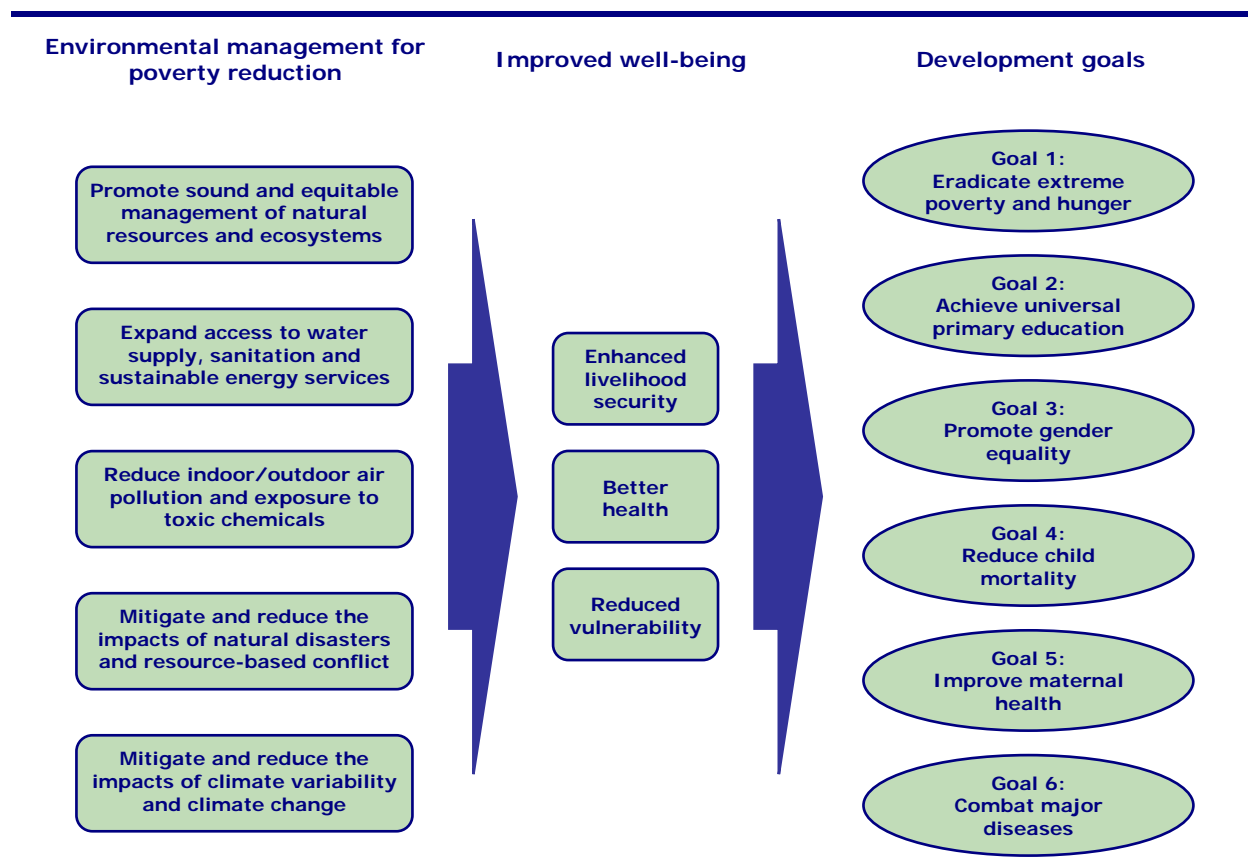 Environmental management for
poverty reduction
Improved well-being
Development goals
Promote sound and equitable
management of natural
resources and ecosystems
Expand access to water
supply, sanitation and
sustainable energy services
Reduce indoor/outdoor air
pollution and exposure to
toxic chemicals
Mitigate and reduce the
impacts of natural disasters
and resource-based conflict
Mitigate and reduce the
impacts of climate variability
and climate change
Enhanced
livelihood
security
Better
health
Reduced
vulnerability
Goal 1:
Eradicate extreme
poverty and hunger
Goal 2:
Achieve universal
primary education
Goal 3:
Promote gender
equality
Goal 4:
Reduce child
mortality
Goal 5:
Improve maternal
health
Goal 6:
Combat major
diseases